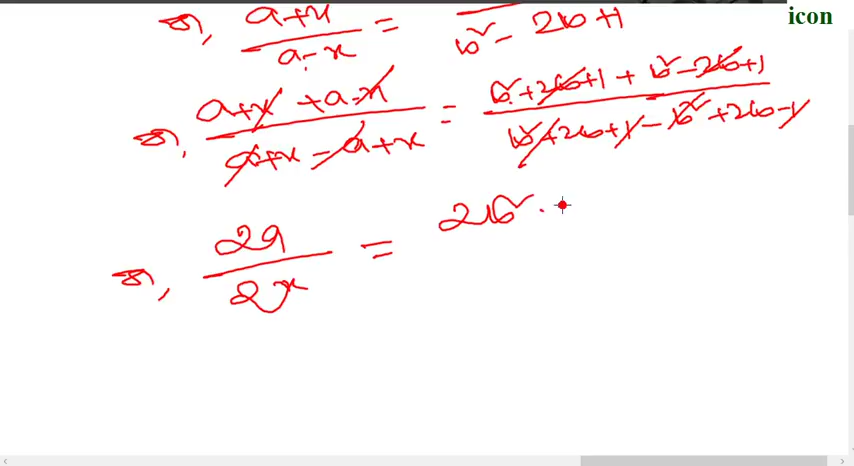 icon
বা, a+x / a-x = b² - 2b+1
বা, a+x +a-x / a+x -a+x = b²+2b+1 + b²-2b+1 / b²+2b+1-b²+2b-1
বা, 2a / 2x = 2b²